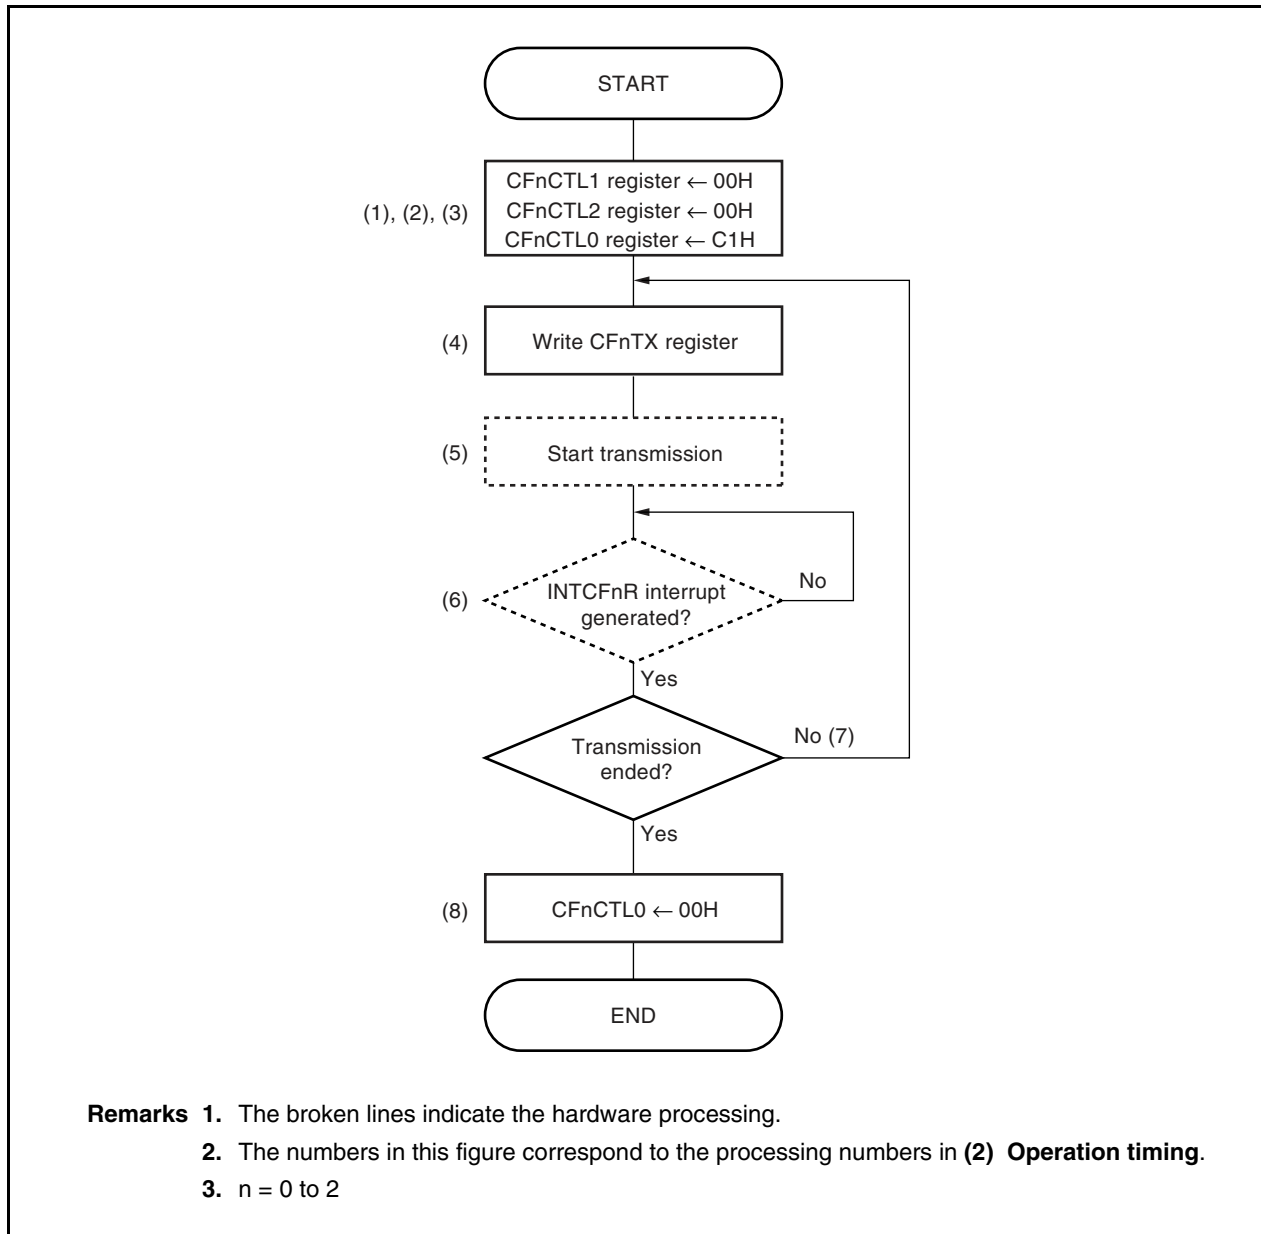 START
CFnCTL1 register ← 00H
(1), (2), (3)
CFnCTL2 register ← 00H
CFnCTL0 register ← C1H
(4)
Write CFnTX register
(5)
Start transmission
(6)
INTCFnR interrupt
generated?
No
Yes
Transmission
ended?
No (7)
Yes
(8)
CFnCTL0 ← 00H
END
Remarks 1. The broken lines indicate the hardware processing.
2. The numbers in this figure correspond to the processing numbers in (2) Operation timing.
3. n = 0 to 2